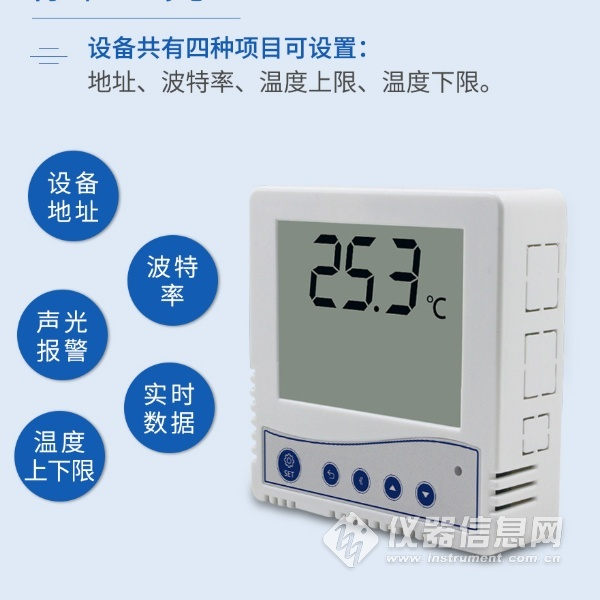 设备共有四种项目可设置：
地址、波特率、温度上限、温度下限。
设备
地址
波特
率
声光
报警
实时
数据
温度
上下限
25.3
℃
SET
仪器信息网
www.instrument.com.cn